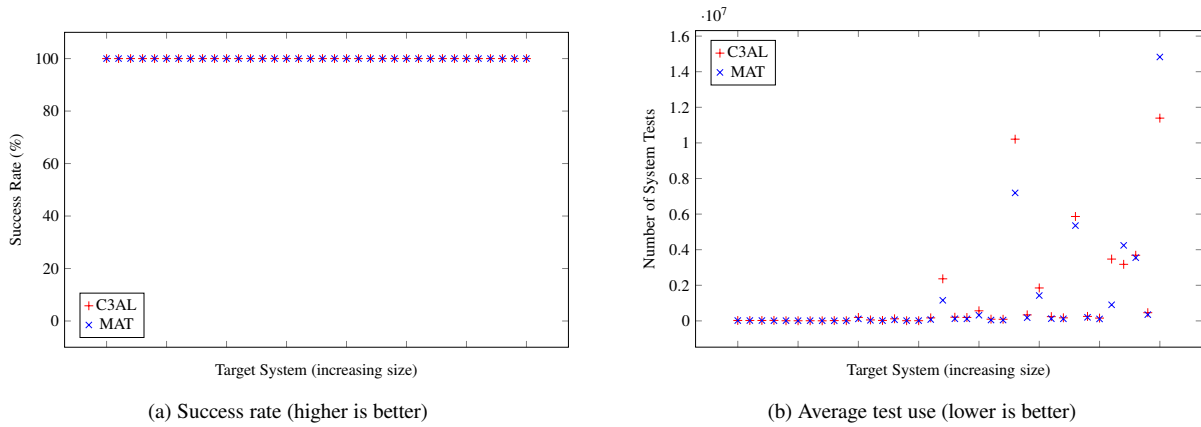 100
80
60
40
20
0
Success Rate (%)
C3AL
MAT
Target System (increasing size)
(a) Success rate (higher is better)
·10⁷
1.6
1.4
1.2
1
0.8
0.6
0.4
0.2
0
Number of System Tests
C3AL
MAT
Target System (increasing size)
(b) Average test use (lower is better)